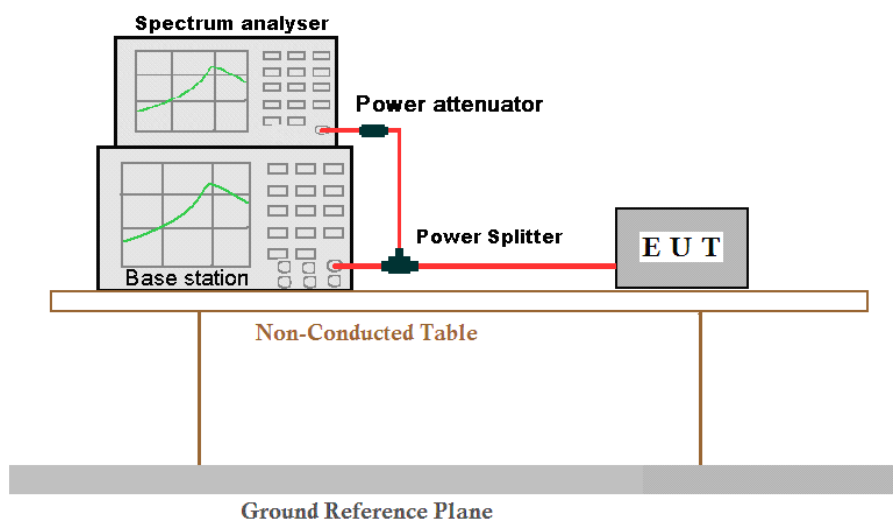 Spectrum analyser
Power attenuator
Power Splitter
E U T
Base station
Non-Conducted Table
Ground Reference Plane